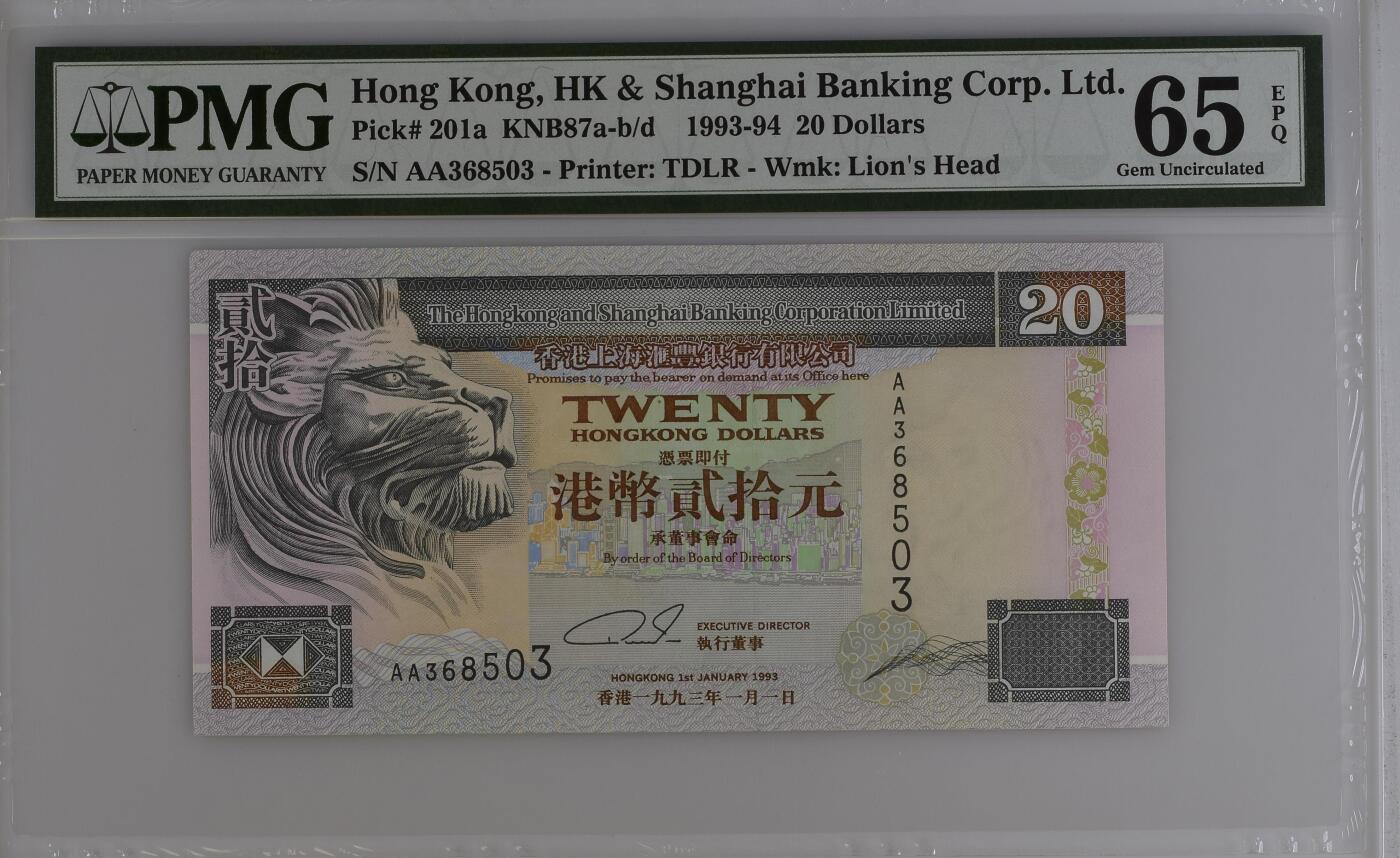 PMG
PAPER MONEY GUARANTY
Hong Kong, HK & Shanghai Banking Corp. Ltd.
Pick# 201a KNB87a-b/d 1993-94 20 Dollars
S/N AA368503 - Printer: TDLR - Wmk: Lion's Head
65
EPQ
Gem Uncirculated
貳拾
The Hongkong and Shanghai Banking Corporation Limited
20
香港上海滙豐銀行有限公司
Promises to pay the bearer on demand at its Office here
TWENTY
HONGKONG DOLLARS
憑票即付
港幣貳拾元
承董事會命
By order of the Board of Directors
AA368503
EXECUTIVE DIRECTOR
執行董事
AA368503
HONGKONG 1st JANUARY 1993
香港一九九三年一月一日